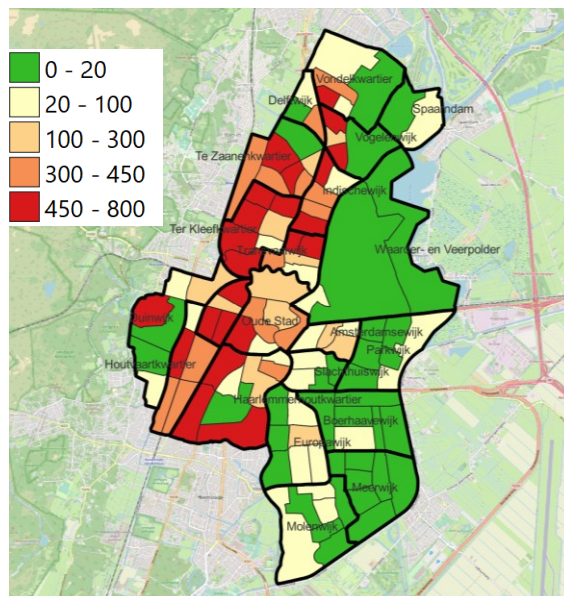 0 - 20
20 - 100
100 - 300
300 - 450
450 - 800
Vondelkwartier
Delftwijk
Spaarndam
Vogelenwijk
Te Zaanenkwartier
Indischewijk
Ter Kleefkwartier
Transvaalwijk
Waarder- en Veerpolder
Duinwijk
Oude Stad
Amsterdamsewijk
Parkwijk
Houtvaartkwartier
Slachthuiswijk
Haarlemmerhoutkwartier
Boerhaavewijk
Europawijk
Meerwijk
Molenwijk